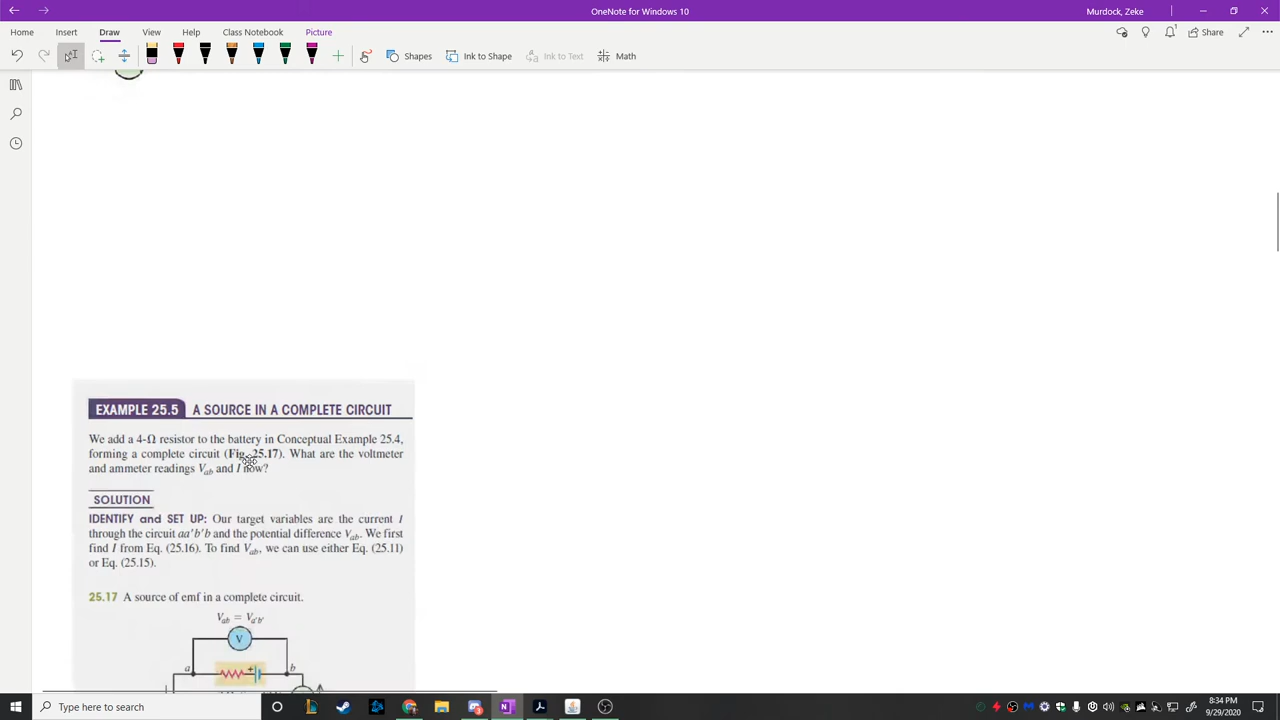 OneNote for Windows 10
Murdock, Zeke
Home Insert Draw View Help Class Notebook Picture
Share
Shapes Ink to Shape Ink to Text Math
EXAMPLE 25.5 A SOURCE IN A COMPLETE CIRCUIT
We add a 4-Ω resistor to the battery in Conceptual Example 25.4,
forming a complete circuit (Fig. 25.17). What are the voltmeter
and ammeter readings Vab and I now?
SOLUTION
IDENTIFY and SET UP: Our target variables are the current I
through the circuit aa′b′b and the potential difference Vab. We first
find I from Eq. (25.16). To find Vab, we can use either Eq. (25.11)
or Eq. (25.15).
25.17 A source of emf in a complete circuit.
Vab = Va′b′
V
a + b
Type here to search
8:34 PM
9/29/2020